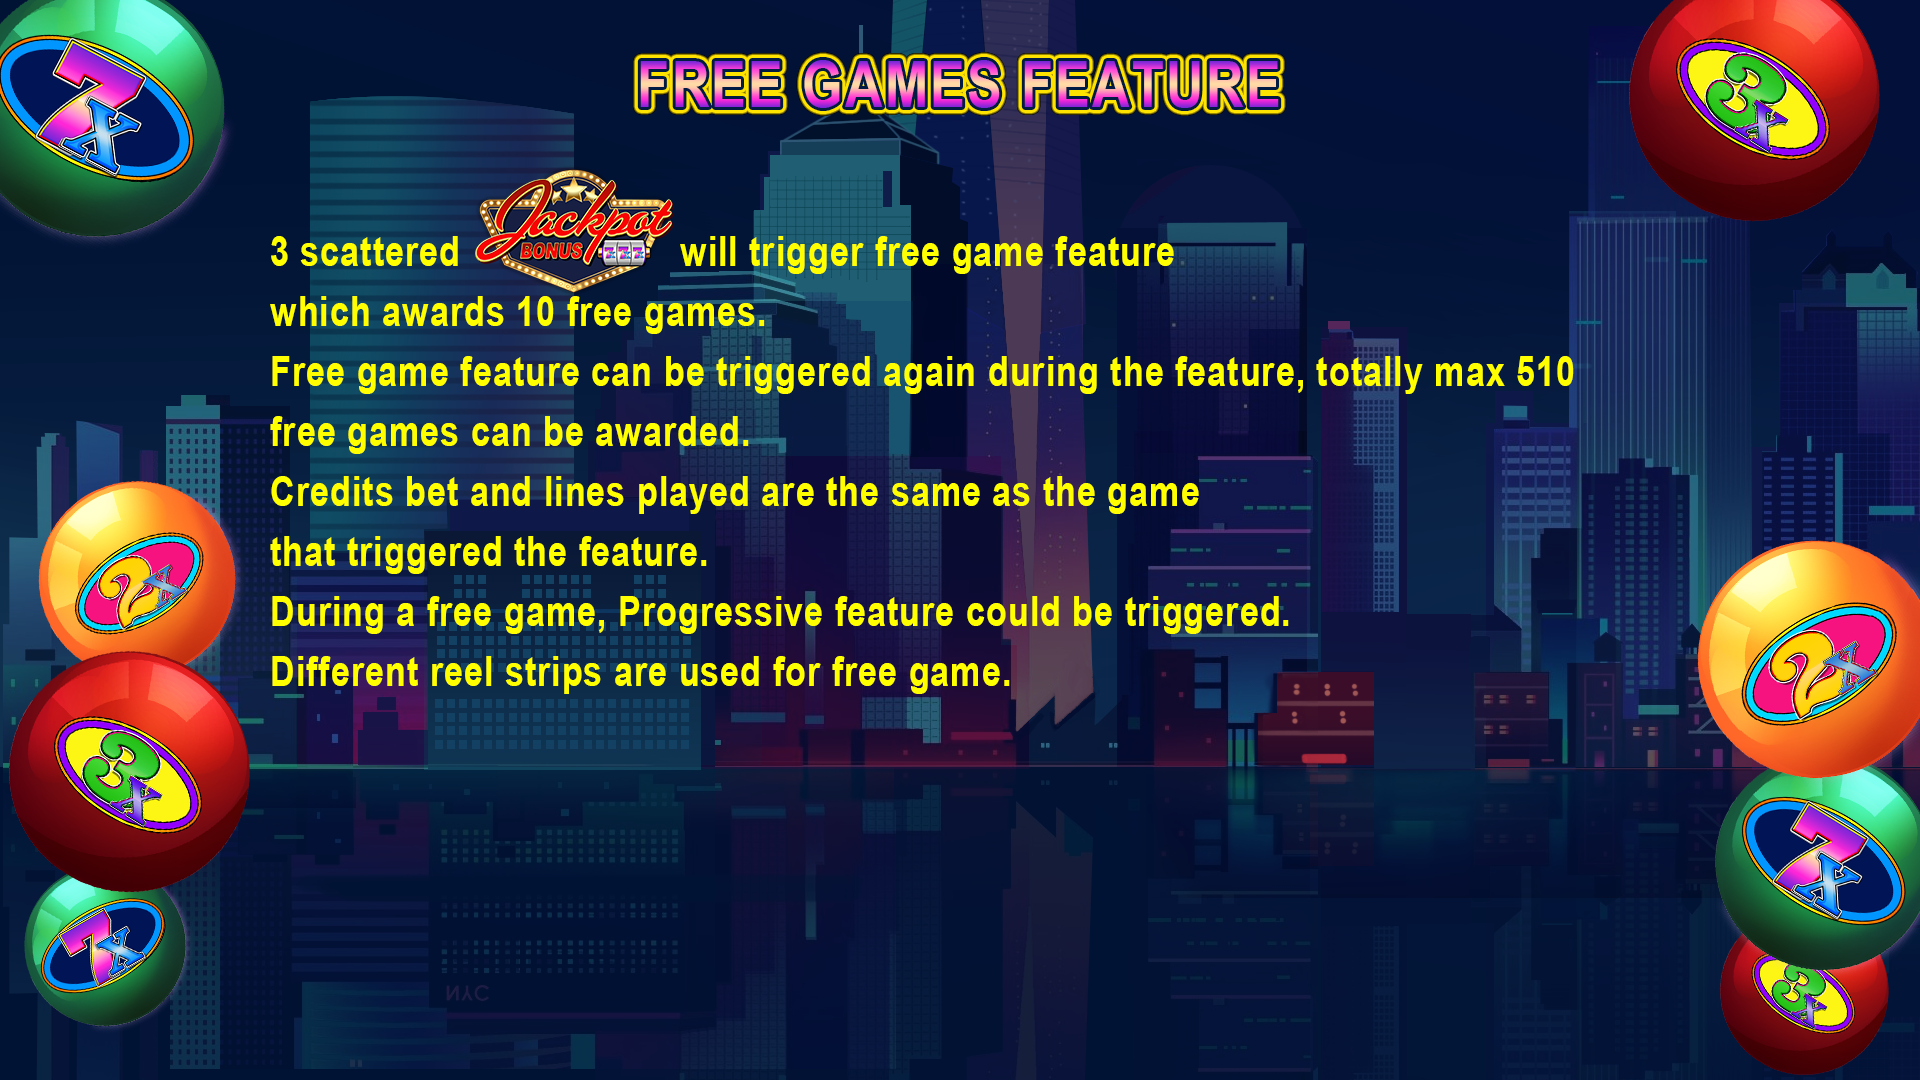 FREE GAMES FEATURE
7x
3x
3 scattered Jackpot BONUS 777 will trigger free game feature
which awards 10 free games.
Free game feature can be triggered again during the feature, totally max 510
free games can be awarded.
Credits bet and lines played are the same as the game
that triggered the feature.
During a free game, Progressive feature could be triggered.
Different reel strips are used for free game.
2x
2x
3x
7x
7x
3x
NYC